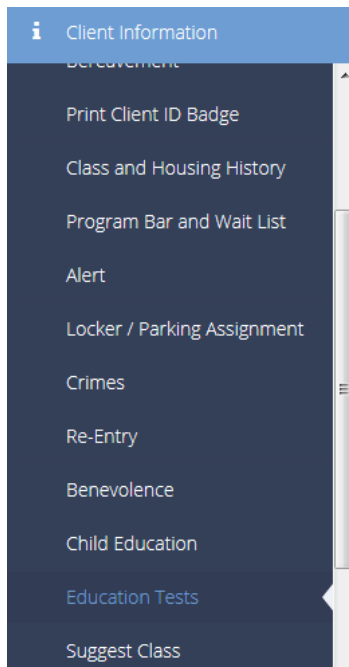 Client Information
Bereavement
Print Client ID Badge
Class and Housing History
Program Bar and Wait List
Alert
Locker / Parking Assignment
Crimes
Re-Entry
Benevolence
Child Education
Education Tests
Suggest Class